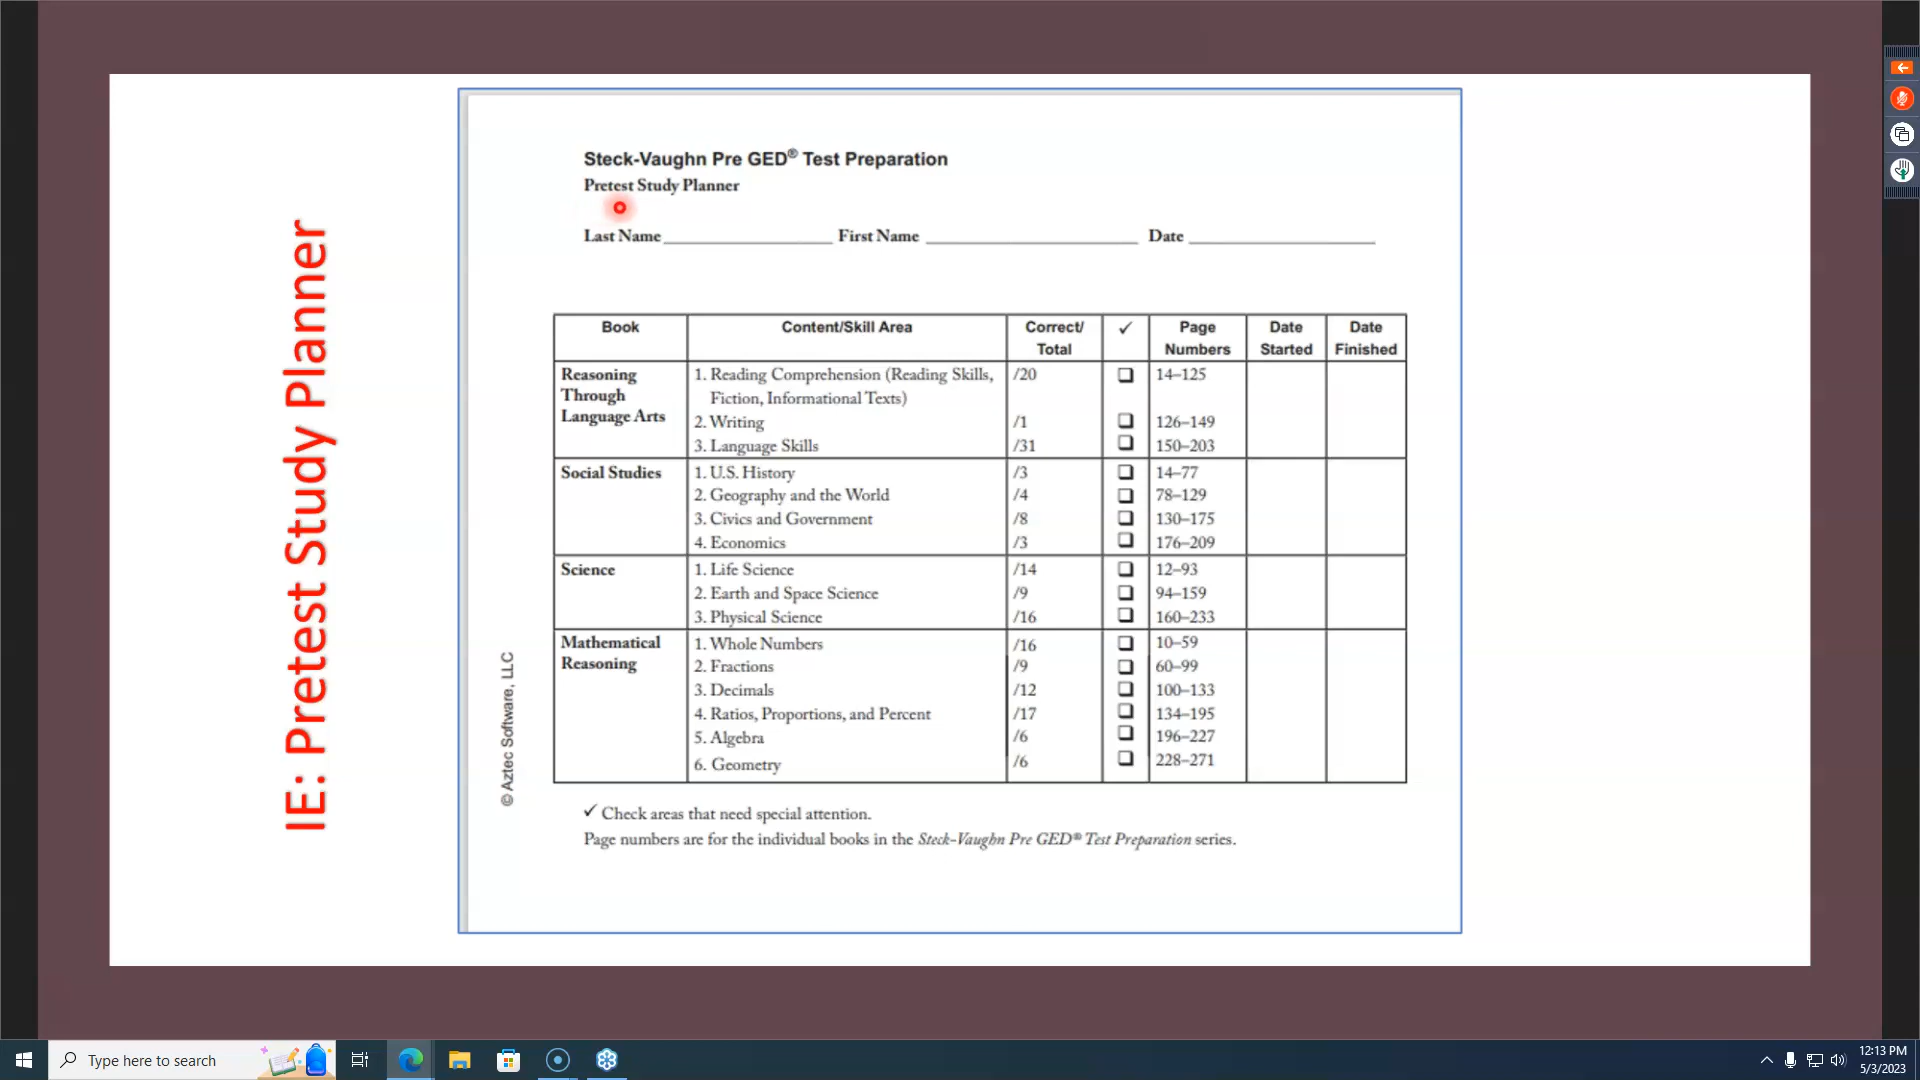 IE: Pretest Study Planner
Steck-Vaughn Pre GED® Test Preparation
Pretest Study Planner
Last Name ____________ First Name ____________ Date ____________
Book Content/Skill Area Correct/ Total ✓ Page Numbers Date Started Date Finished
Reasoning Through Language Arts
1. Reading Comprehension (Reading Skills, /20 ❑ 14–125
Fiction, Informational Texts)
2. Writing /1 ❑ 126–149
3. Language Skills /31 ❑ 150–203
Social Studies 1. U.S. History /3 ❑ 14–77
2. Geography and the World /4 ❑ 78–129
3. Civics and Government /8 ❑ 130–175
4. Economics /3 ❑ 176–209
Science 1. Life Science /14 ❑ 12–93
2. Earth and Space Science /9 ❑ 94–159
3. Physical Science /16 ❑ 160–233
Mathematical Reasoning
1. Whole Numbers /16 ❑ 10–59
2. Fractions /9 ❑ 60–99
3. Decimals /12 ❑ 100–133
4. Ratios, Proportions, and Percent /17 ❑ 134–195
5. Algebra /6 ❑ 196–227
6. Geometry /6 ❑ 228–271
© Aztec Software, LLC
✓ Check areas that need special attention.
Page numbers are for the individual books in the Steck-Vaughn Pre GED® Test Preparation series.
Type here to search
12:13 PM
5/3/2023